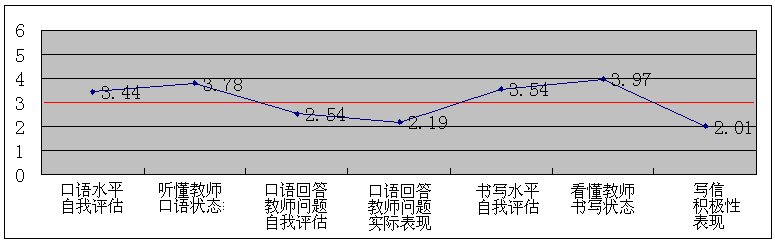 6
5
4
3
2
1
0
3.44
3.78
2.54
2.19
3.54
3.97
2.01
口语水平
自我评估
听懂教师
口语状态
口语回答
教师问题
自我评估
口语回答
教师问题
实际表现
书写水平
自我评估
看懂教师
书写状态
写信
积极性
表现